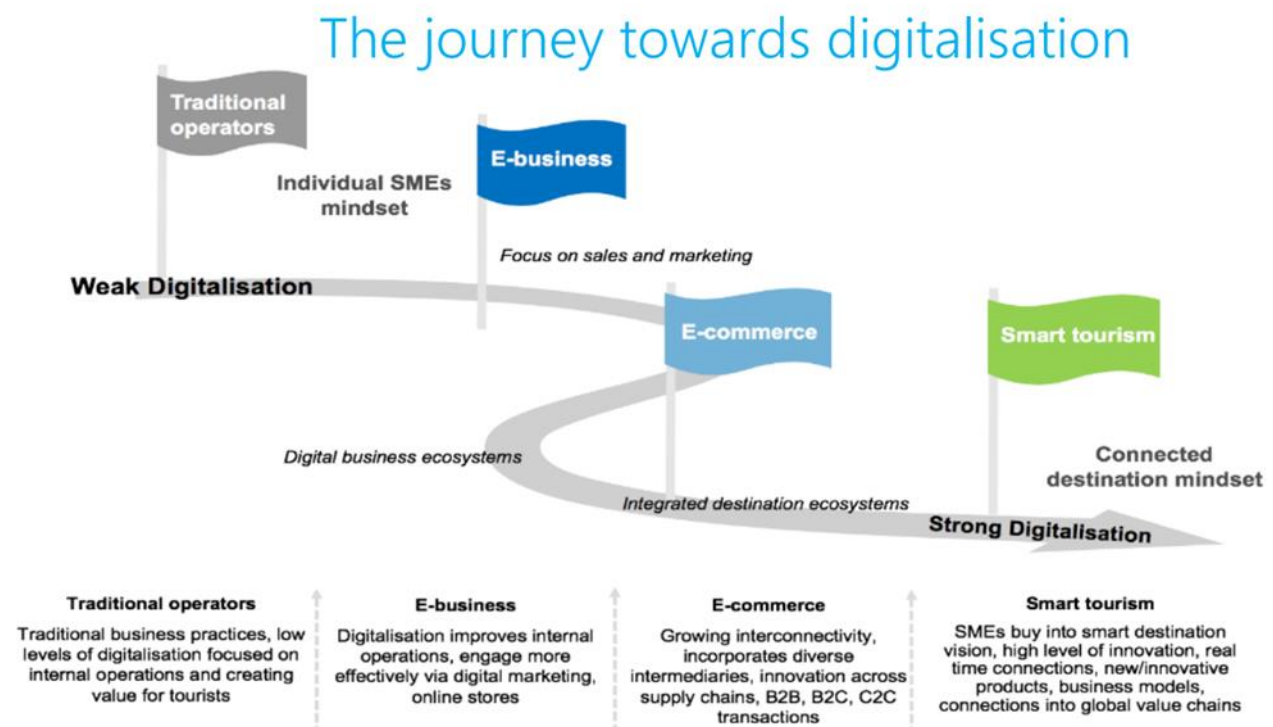 The journey towards digitalisation
Traditional
operators
E-business
Individual SMEs
mindset
Focus on sales and marketing
Weak Digitalisation
E-commerce
Smart tourism
Digital business ecosystems
Connected
destination mindset
Integrated destination ecosystems
Strong Digitalisation
Traditional operators
Traditional business practices, low
levels of digitalisation focused on
internal operations and creating
value for tourists
E-business
Digitalisation improves internal
operations, engage more
effectively via digital marketing,
online stores
E-commerce
Growing interconnectivity,
incorporates diverse
intermediaries, innovation across
supply chains, B2B, B2C, C2C
transactions
Smart tourism
SMEs buy into smart destination
vision, high level of innovation, real
time connections, new/innovative
products, business models,
connections into global value chains